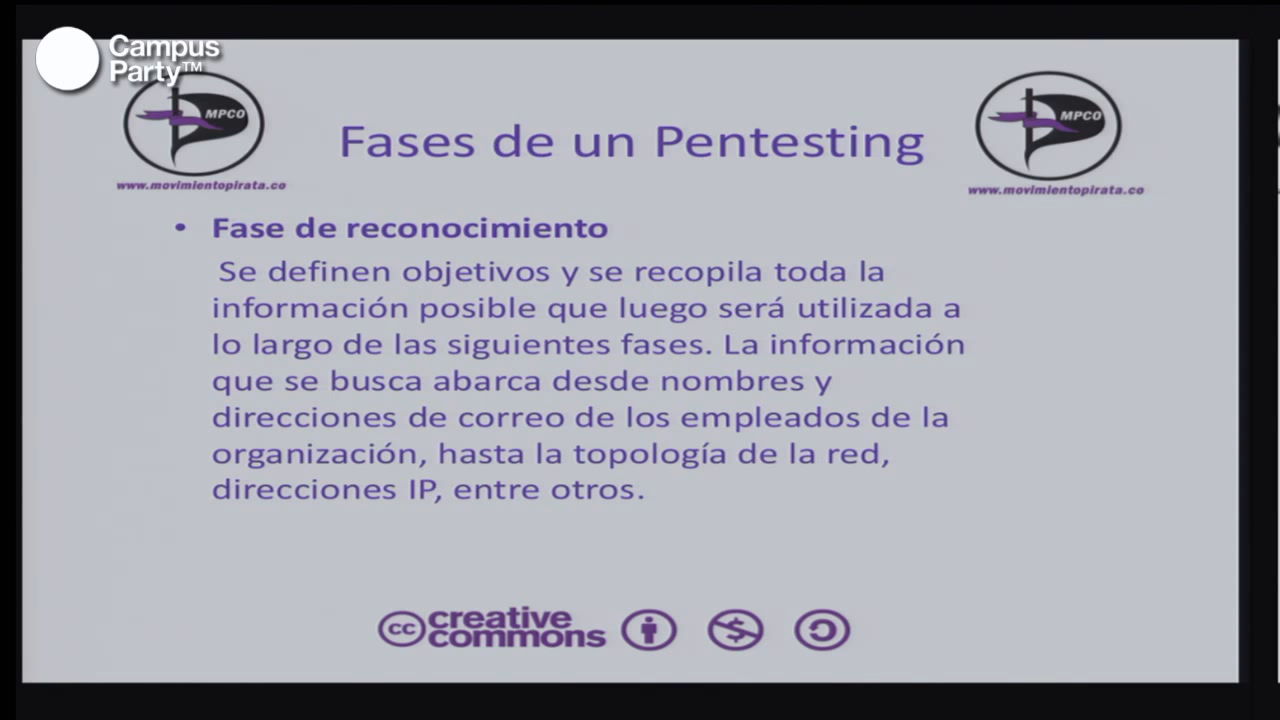 Campus
Party™
MPCO
www.movimientopirata.co
MPCO
www.movimientopirata.co
Fases de un Pentesting
• Fase de reconocimiento
Se definen objetivos y se recopila toda la
información posible que luego será utilizada a
lo largo de las siguientes fases. La información
que se busca abarca desde nombres y
direcciones de correo de los empleados de la
organización, hasta la topología de la red,
direcciones IP, entre otros.
cc creative
commons